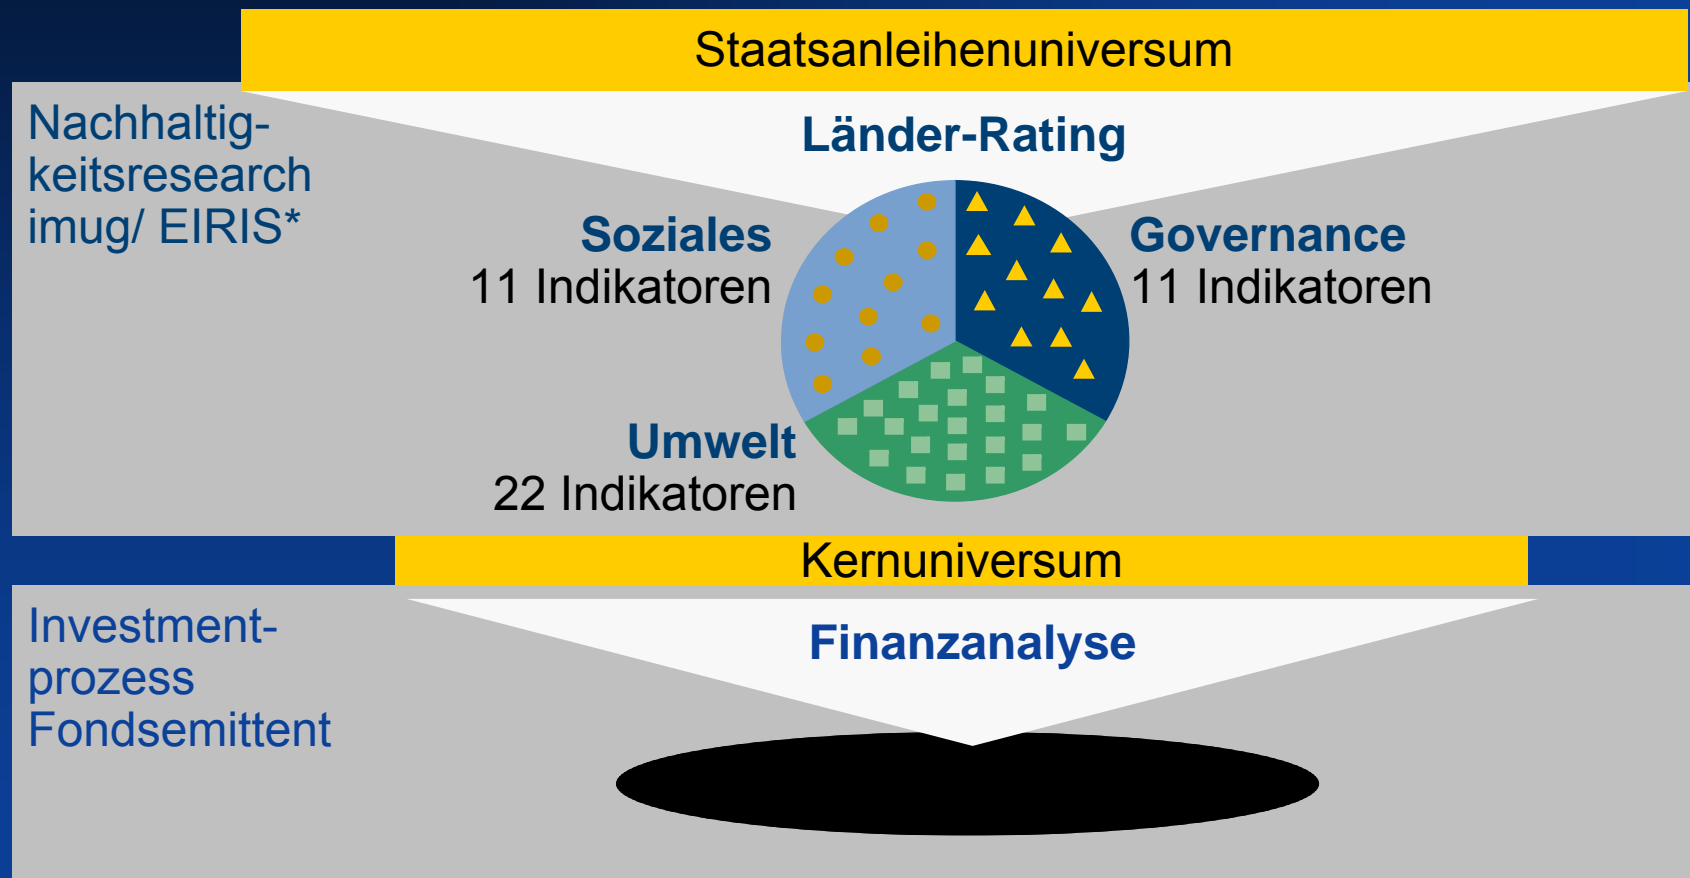 Staatsanleihenuniversum
Nachhaltig-
keitsresearch
imug/ EIRIS*
Länder-Rating
Soziales
11 Indikatoren
Governance
11 Indikatoren
Umwelt
22 Indikatoren
Kernuniversum
Investment-
prozess
Fondsemittent
Finanzanalyse